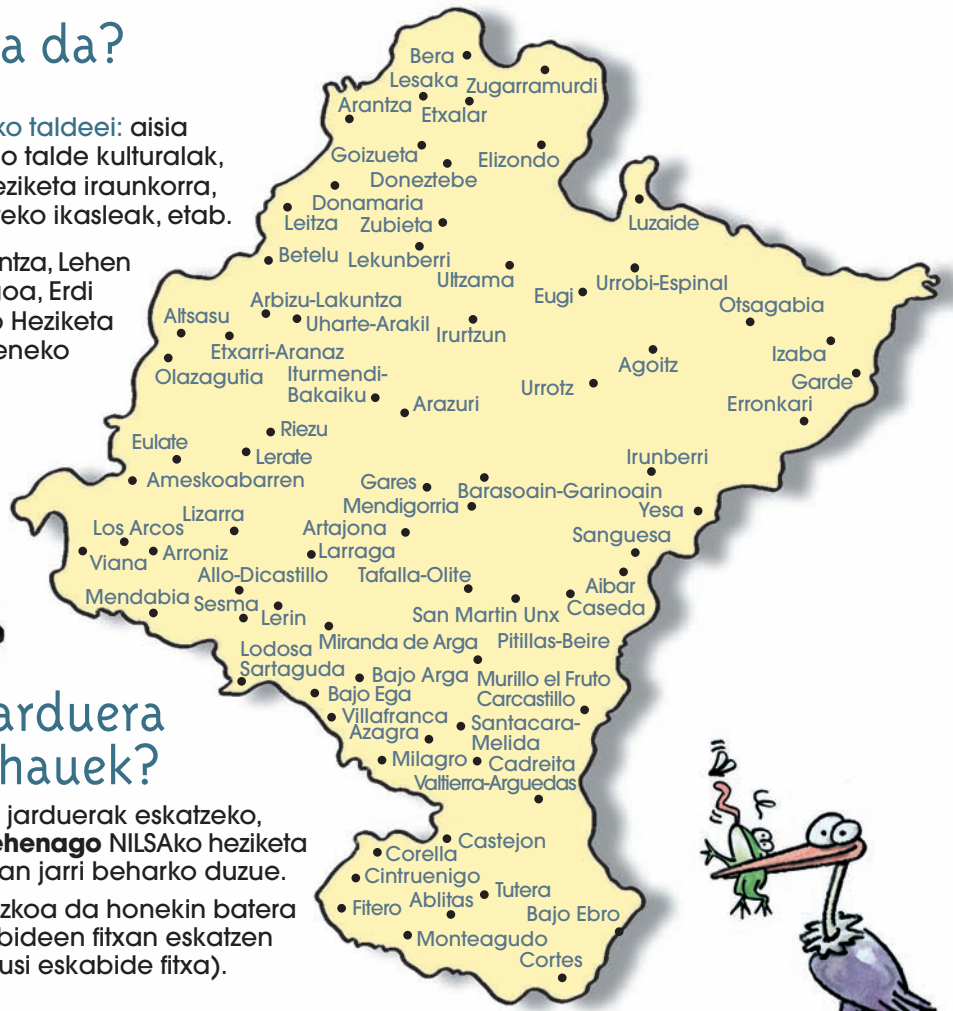 a da?
ko taldeei: aisia
o talde kulturalak,
eziketa iraunkorra,
eko ikasleak, etab.
ntza, Lehen
goa, Erdi
o Heziketa
eneko
Bera
Lesaka
Zugarramurdi
Arantza
Etxalar
Goizueta
Elizondo
Doneztebe
Donamaria
Leitza
Zubieta
Luzaide
Betelu
Lekunberri
Ultzama
Urrobi-Espinal
Eugi
Otsagabia
Arbizu-Lakuntza
Altsasu
Uharte-Arakil
Irurtzun
Etxarri-Aranaz
Izaba
Agoitz
Olazagutia
Iturmendi-
Bakaiku
Garde
Urrotz
Arazuri
Erronkari
Riezu
Eulate
Lerate
Irunberri
Ameskoabarren
Gares
Barasoain-Garinoain
Mendigorria
Yesa
Lizarra
Los Arcos
Artajona
Sanguesa
Viana
Arroniz
Larraga
Allo-Dicastillo
Tafalla-Olite
Aibar
Mendabia
Sesma
Lerin
San Martin Unx
Caseda
Miranda de Arga
Pitillas-Beire
Lodosa
Sartaguda
Bajo Arga
Murillo el Fruto
Bajo Ega
Carcastillo
Villafranca
Santacara-
Melida
Azagra
Milagro
Cadreita
Valtierra-Arguedas
Castejon
Corella
Cintruenigo
Tutera
Fitero
Ablitas
Bajo Ebro
Monteagudo
Cortes
arduera
hauek?
jarduerak eskatzeko,
ehenago NILSAko heziketa
an jarri beharko duzue.
zkoa da honekin batera
bideen fitxan eskatzen
usi eskabide fitxa).